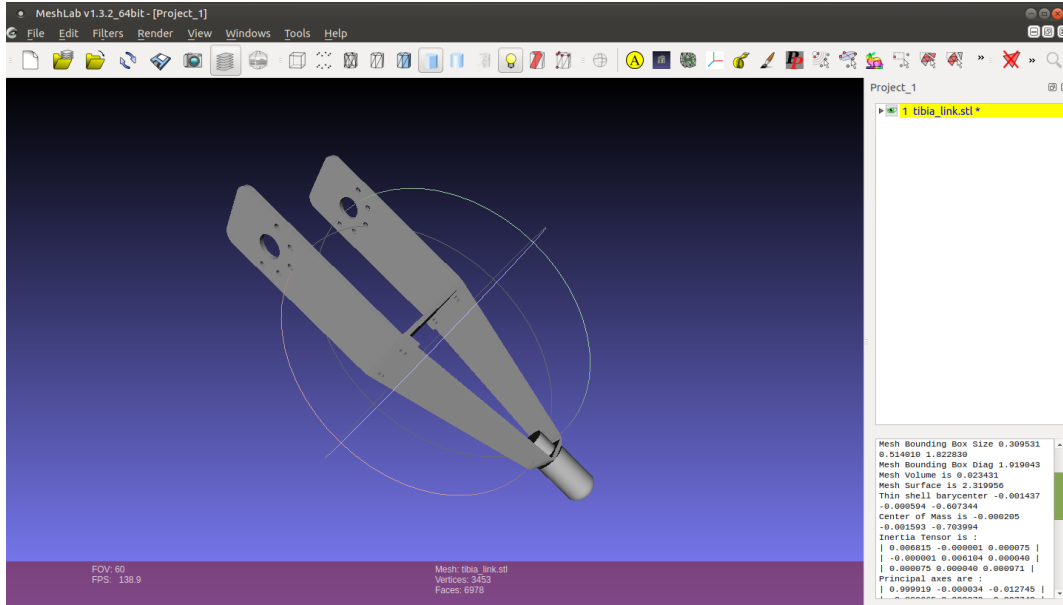 MeshLab v1.3.2_64bit - [Project_1]
File Edit Filters Render View Windows Tools Help
A
Project_1
1 tibia_link.stl *
Mesh Bounding Box Size 0.309531
0.514010 1.822830
Mesh Bounding Box Diag 1.919043
Mesh Volume is 0.023431
Mesh Surface is 2.319956
Thin shell barycenter -0.001437
-0.000594 -0.607344
Center of Mass is -0.000205
-0.001593 -0.703994
Inertia Tensor is :
| 0.006815 -0.000001 0.000075 |
| -0.000001 0.006104 0.000040 |
| 0.000075 0.000040 0.000971 |
Principal axes are :
| 0.999919 -0.000034 -0.012745 |
FOV: 60
FPS: 138.9
Mesh: tibia_link.stl
Vertices: 3453
Faces: 6978